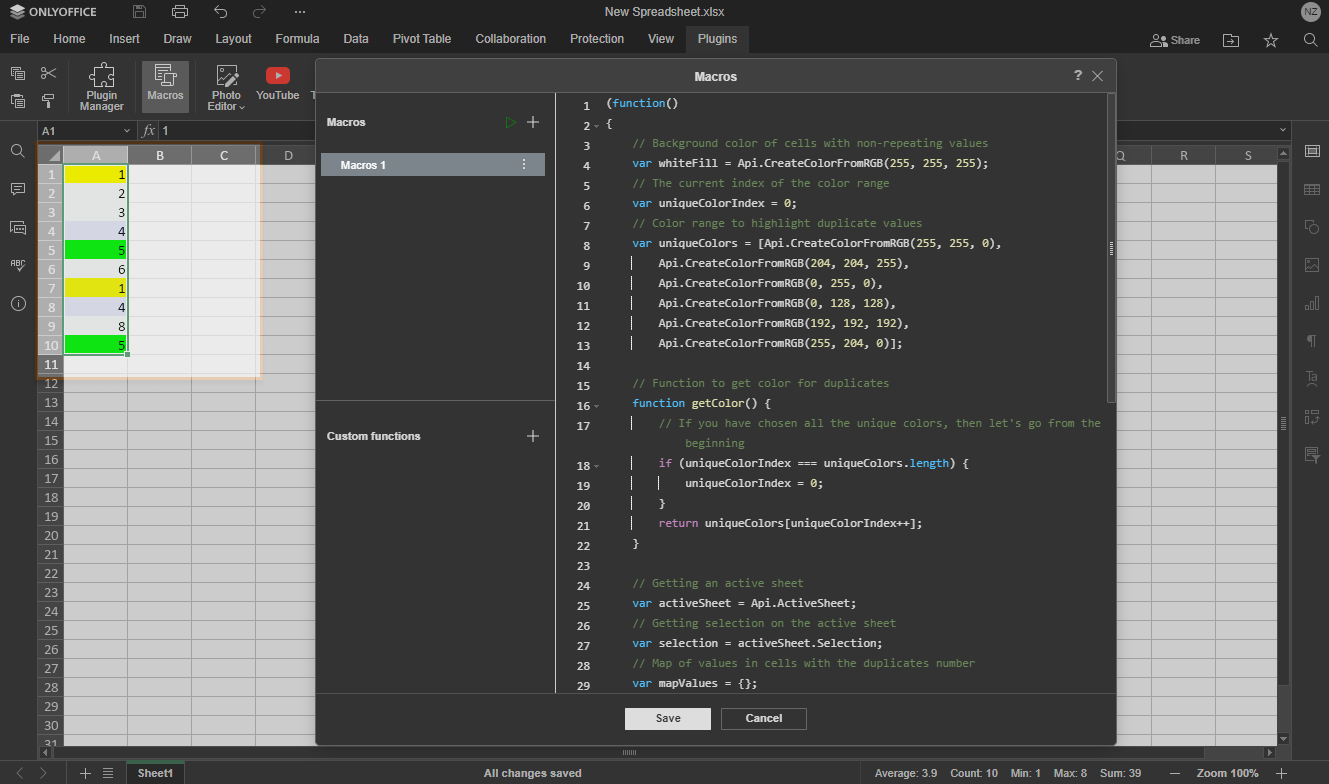 ONLYOFFICE
New Spreadsheet.xlsx
NZ
File Home Insert Draw Layout Formula Data Pivot Table Collaboration Protection View Plugins
Share
Plugin
Manager
Macros
Photo
Editor
YouTube
A1
fx 1
A B C D Q R S
1 1
2 2
3 3
4 4
5 5
6 6
7 1
8 4
9 8
10 5
11
12
13
14
15
16
17
18
19
20
21
22
23
24
25
26
27
28
29
30
31
Macros
?
Macros
Macros 1
Custom functions
1 (function()
2 {
3 // Background color of cells with non-repeating values
4 var whiteFill = Api.CreateColorFromRGB(255, 255, 255);
5 // The current index of the color range
6 var uniqueColorIndex = 0;
7 // Color range to highlight duplicate values
8 var uniqueColors = [Api.CreateColorFromRGB(255, 255, 0),
9 Api.CreateColorFromRGB(204, 204, 255),
10 Api.CreateColorFromRGB(0, 255, 0),
11 Api.CreateColorFromRGB(0, 128, 128),
12 Api.CreateColorFromRGB(192, 192, 192),
13 Api.CreateColorFromRGB(255, 204, 0)];
14
15 // Function to get color for duplicates
16 function getColor() {
17 // If you have chosen all the unique colors, then let's go from the
beginning
18 if (uniqueColorIndex === uniqueColors.length) {
19 uniqueColorIndex = 0;
20 }
21 return uniqueColors[uniqueColorIndex++];
22 }
23
24 // Getting an active sheet
25 var activeSheet = Api.ActiveSheet;
26 // Getting selection on the active sheet
27 var selection = activeSheet.Selection;
28 // Map of values in cells with the duplicates number
29 var mapValues = {};
Save
Cancel
Sheet1
All changes saved
Average: 3.9 Count: 10 Min: 1 Max: 8 Sum: 39
Zoom 100%